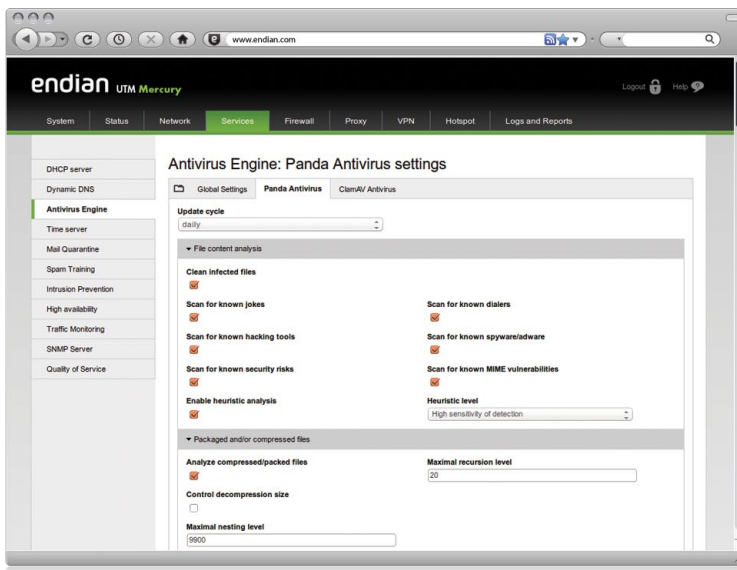 www.endian.com
endian UTM Mercury
Logout Help
System Status Network Services Firewall Proxy VPN Hotspot Logs and Reports
DHCP server
Dynamic DNS
Antivirus Engine
Time server
Mail Quarantine
Spam Training
Intrusion Prevention
High availability
Traffic Monitoring
SNMP Server
Quality of Service
Antivirus Engine: Panda Antivirus settings
Global Settings Panda Antivirus ClamAV Antivirus
Update cycle
daily
File content analysis
Clean infected files
Scan for known jokes Scan for known dialers
Scan for known hacking tools Scan for known spyware/adware
Scan for known security risks Scan for known MIME vulnerabilities
Enable heuristic analysis Heuristic level
High sensitivity of detection
Packaged and/or compressed files
Analyze compressed/packed files Maximal recursion level
20
Control decompression size
Maximal nesting level
9900